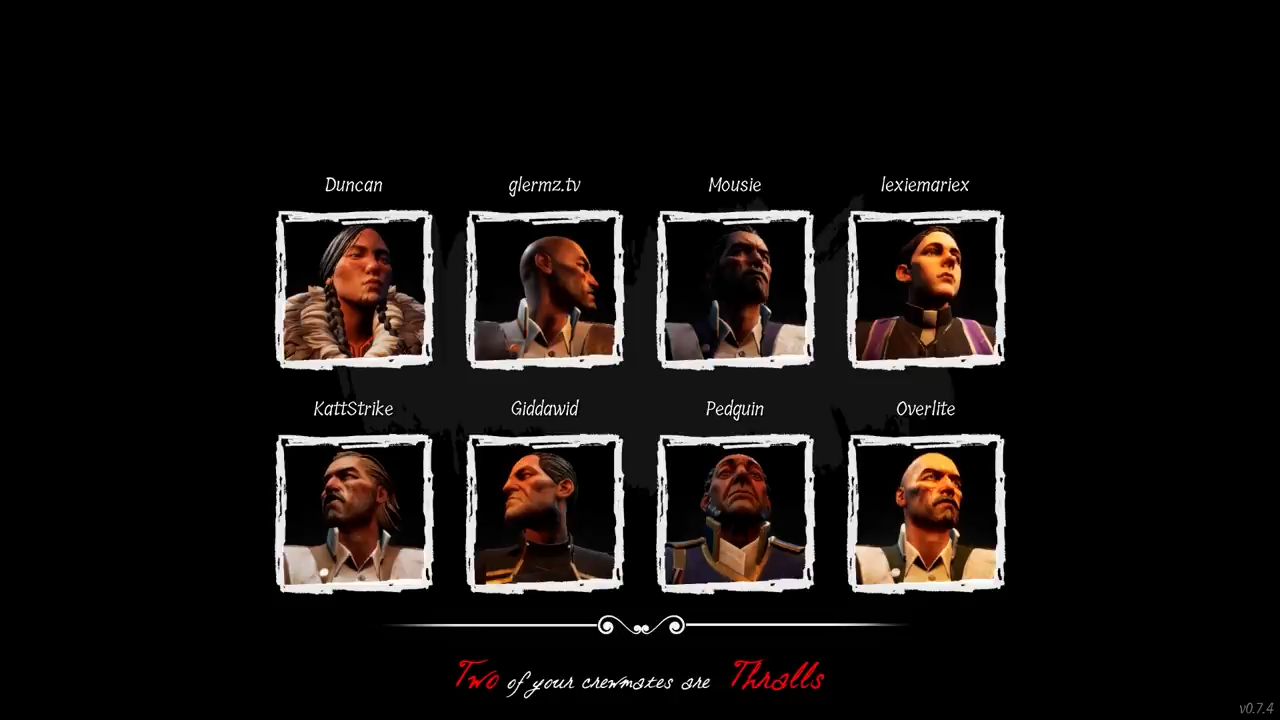 Duncan glermz.tv Mousie lexiemariex
KattStrike Giddawid Pedguin Overlite
Two of your crewmates are Thralls
v0.7.4